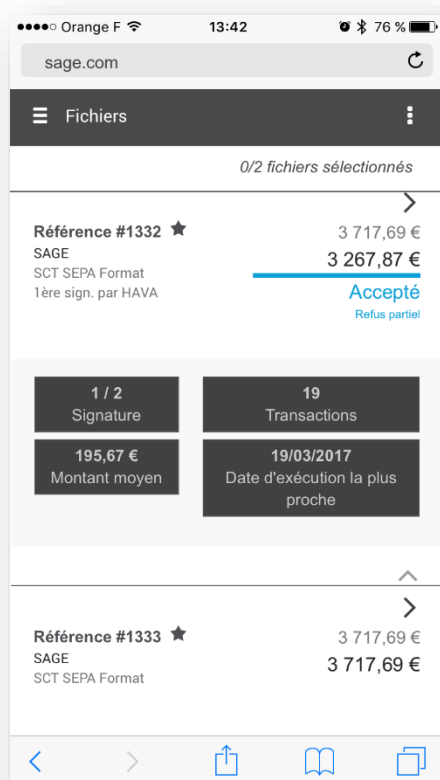 Orange F 13:42 76 %
sage.com
Fichiers
0/2 fichiers sélectionnés
Référence #1332 3 717,69 €
SAGE 3 267,87 €
SCT SEPA Format
1ère sign. par HAVA Accepté
Refus partiel
1 / 2
Signature
19
Transactions
195,67 €
Montant moyen
19/03/2017
Date d'exécution la plus
proche
Référence #1333 3 717,69 €
SAGE 3 717,69 €
SCT SEPA Format